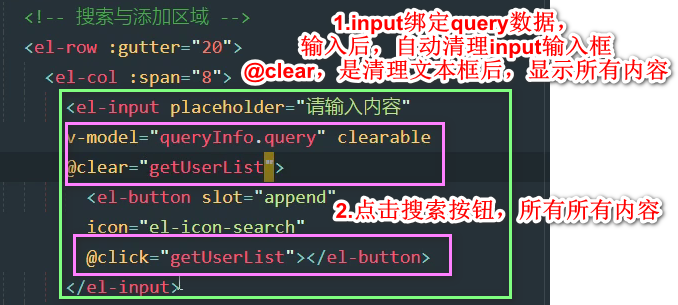 <!-- 搜索与添加区域 -->
1.input绑定query数据，
<el-row :gutter="20">
输入后，自动清理input输入框
<el-col :span="8">
@clear，是清理文本框后，显示所有内容
<el-input placeholder="请输入内容"
v-model="queryInfo.query" clearable
@clear="getUserList">
<el-button slot="append"
2.点击搜索按钮，所有所有内容
icon="el-icon-search"
@click="getUserList"></el-button>
</el-input>